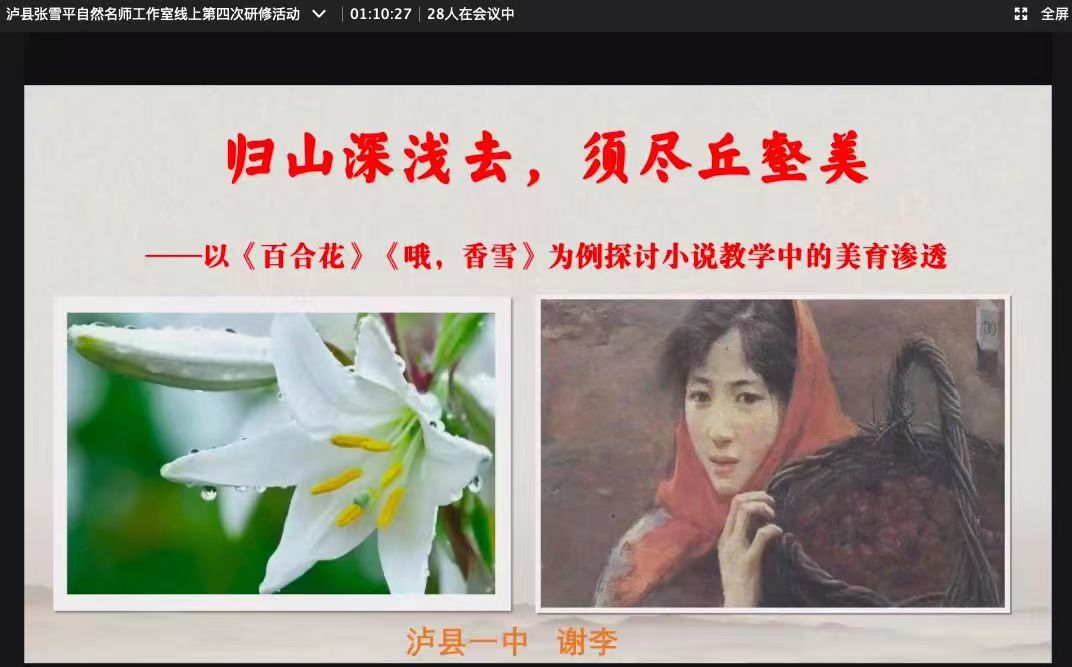 泸县张雪平自然名师工作室线上第四次研修活动 01:10:27 28人在会议中 全屏
归山深浅去，须尽丘壑美
——以《百合花》《哦，香雪》为例探讨小说教学中的美育渗透
泸县一中 谢李